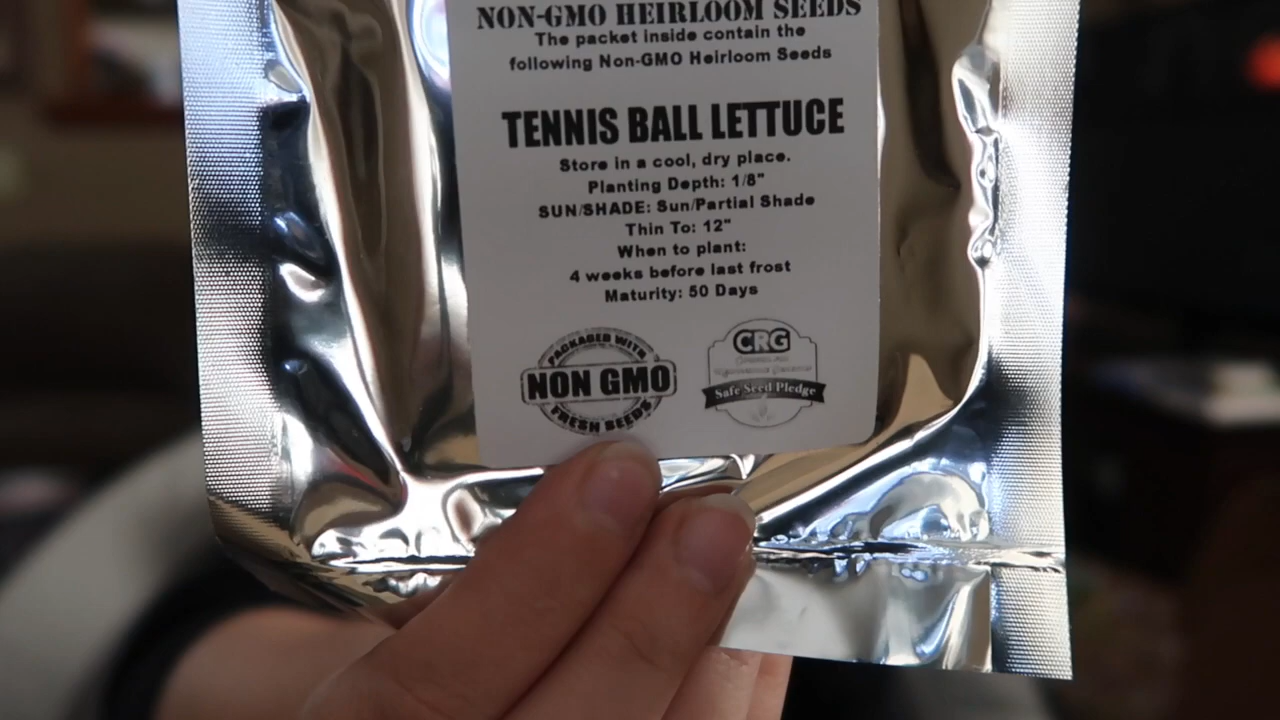 NON-GMO HEIRLOOM SEEDS
The packet inside contain the
following Non-GMO Heirloom Seeds
TENNIS BALL LETTUCE
Store in a cool, dry place.
Planting Depth: 1/8"
SUN/SHADE: Sun/Partial Shade
Thin To: 12"
When to plant:
4 weeks before last frost
Maturity: 50 Days
PACKAGED WITH
NON GMO
FRESH SEEDS
CRG
Safe Seed Pledge